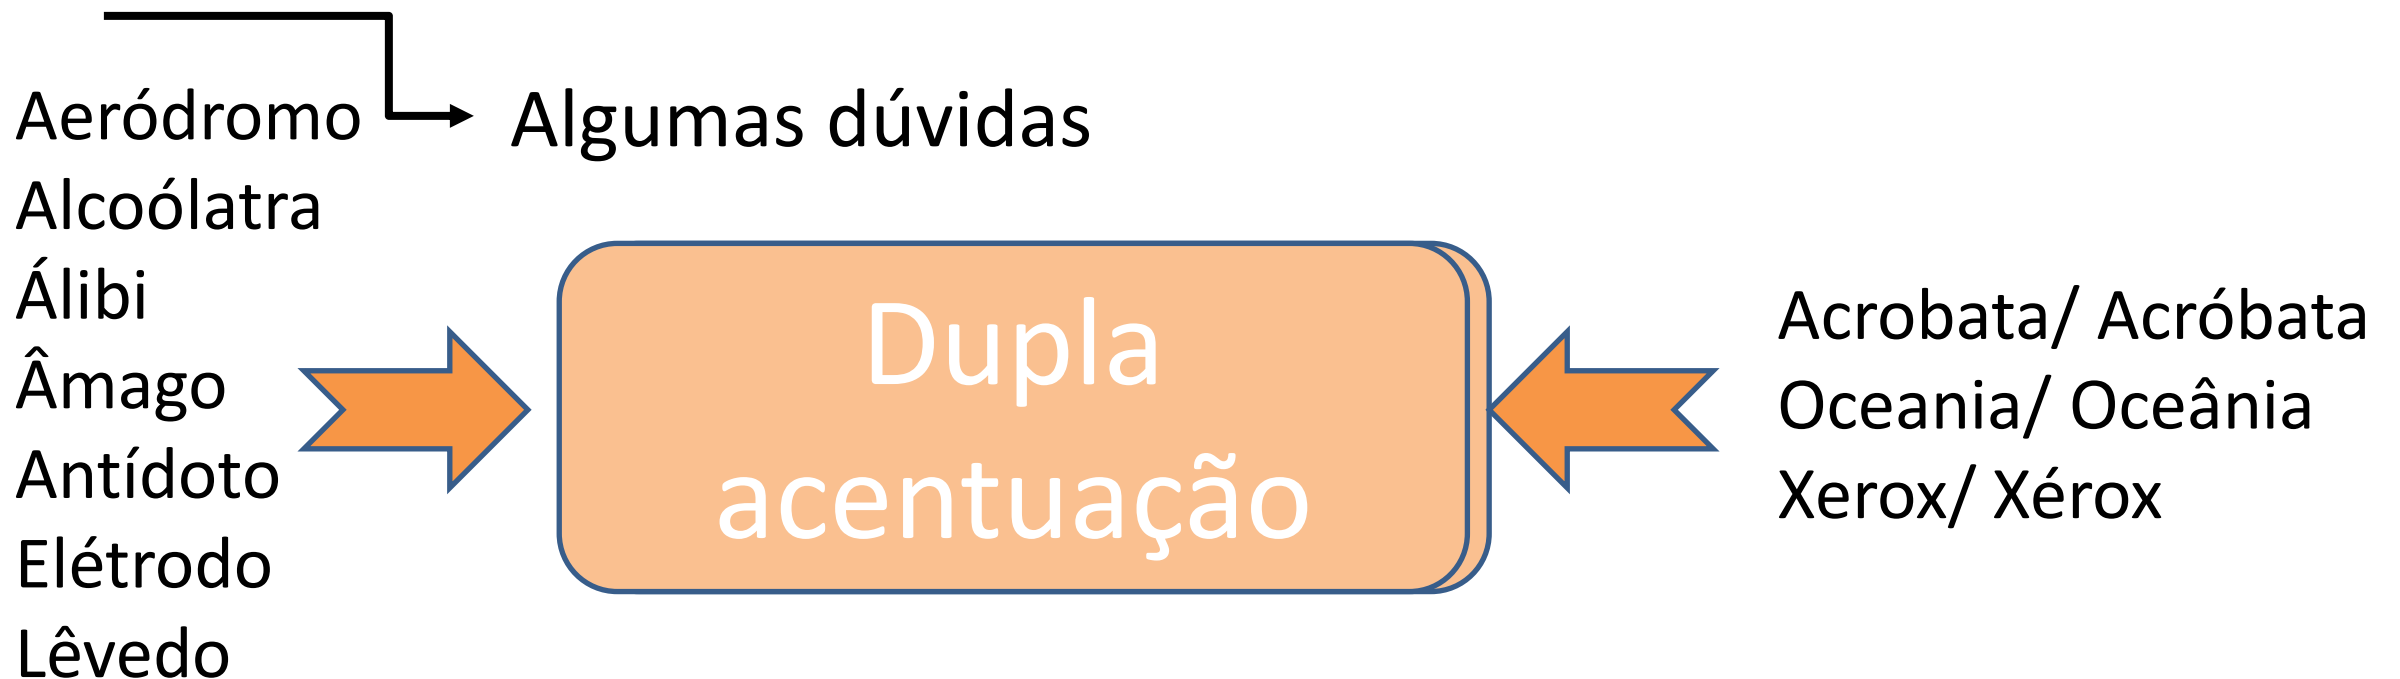 Algumas dúvidas
Aeródromo
Alcoólatra
Álibi
Âmago
Antídoto
Elétrodo
Lêvedo
Dupla
acentuação
Acrobata/ Acróbata
Oceania/ Oceânia
Xerox/ Xérox